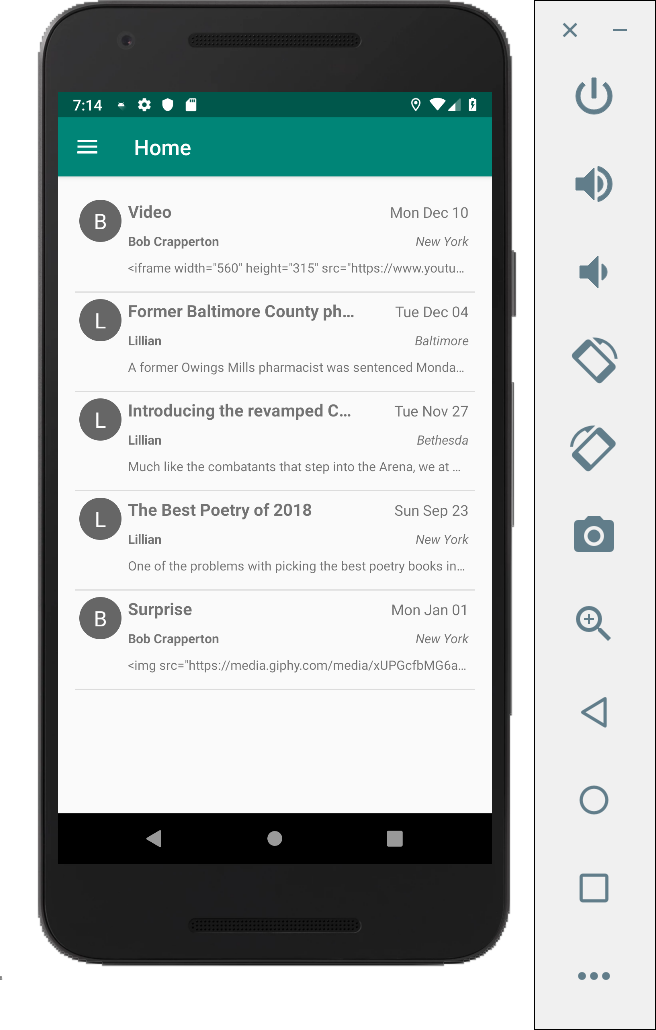 7:14
Home
B Video Mon Dec 10
Bob Crapperton New York
<iframe width="560" height="315" src="https://www.youtu...
L Former Baltimore County ph... Tue Dec 04
Lillian Baltimore
A former Owings Mills pharmacist was sentenced Monda...
L Introducing the revamped C... Tue Nov 27
Lillian Bethesda
Much like the combatants that step into the Arena, we at ...
L The Best Poetry of 2018 Sun Sep 23
Lillian New York
One of the problems with picking the best poetry books in...
B Surprise Mon Jan 01
Bob Crapperton New York
<img src="https://media.giphy.com/media/xUPGcfbMG6a...